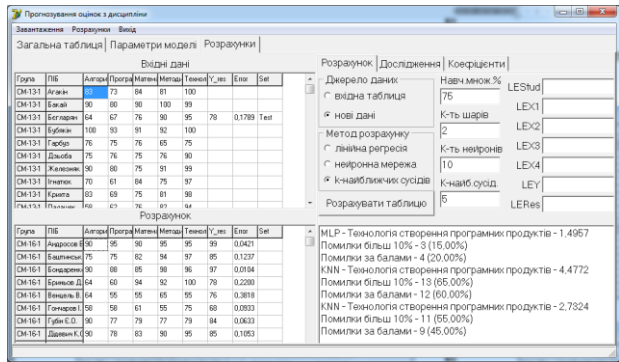 Прогнозування оцінок з дисципліни
Завантаження Розрахунки Вихід
Загальна таблиця Параметри моделі Розрахунки
Вхідні дані
Група ПІБ Алгори Програ Матема Методи Технол Y_res Error Set
СМ-13-1 83 73 84 81 100
СМ-13-1 Бакай 90 80 90 100 99
СМ-13-1 Бєгларян 64 67 76 90 95 78 0,1789 Test
СМ-13-1 Бубякін 100 93 91 92 100
СМ-13-1 Гарбуз 76 75 76 65 75
СМ-13-1 Дзюба 75 76 75 76 90
СМ-13-1 Железняк 90 80 75 91 99
СМ-13-1 Ігнатюк 70 61 84 75 97
СМ-13-1 83 69 75 81 98
Розрахунок
Група ПІБ Алгори Програ Матема Методи Технол Y_res Error
СМ-16-1 Андросов Е 90 95 90 95 95 99 0,0421
СМ-16-1 75 75 82 94 97 85 0,1237
СМ-16-1 Бондаренк 90 88 85 98 96 97 0,0104
СМ-16-1 64 60 94 92 100 78 0,2200
СМ-16-1 Венцель В. 64 55 55 65 55 76 0,3818
СМ-16-1 Гончаров І. 58 58 61 55 75 68 0,0933
СМ-16-1 Губін Є.О. 90 77 79 77 79 84 0,0633
СМ-16-1 90 78 83 90 95 85 0,1053
Розрахунок Дослідження Коефіцієнти
Джерело даних
вхідна таблиця
нові дані
Метод розрахунку
лінійна регресія
нейронна мережа
k-найближчих сусідів
Розрахувати таблицю
Навч.множ.%
75
К-ть шарів
2
К-ть нейронів
10
К-найб.сусід.
5
LEStud
LEX1
LEX2
LEX3
LEX4
LEY
LERes
MLP - Технологія створення програмних продуктів - 1,4957
Помилки більш 10% - 3 (15,00%)
Помилки за балами - 4 (20,00%)
KNN - Технологія створення програмних продуктів - 4,4772
Помилки більш 10% - 13 (65,00%)
Помилки за балами - 12 (60,00%)
KNN - Технологія створення програмних продуктів - 2,7324
Помилки більш 10% - 11 (55,00%)
Помилки за балами - 9 (45,00%)